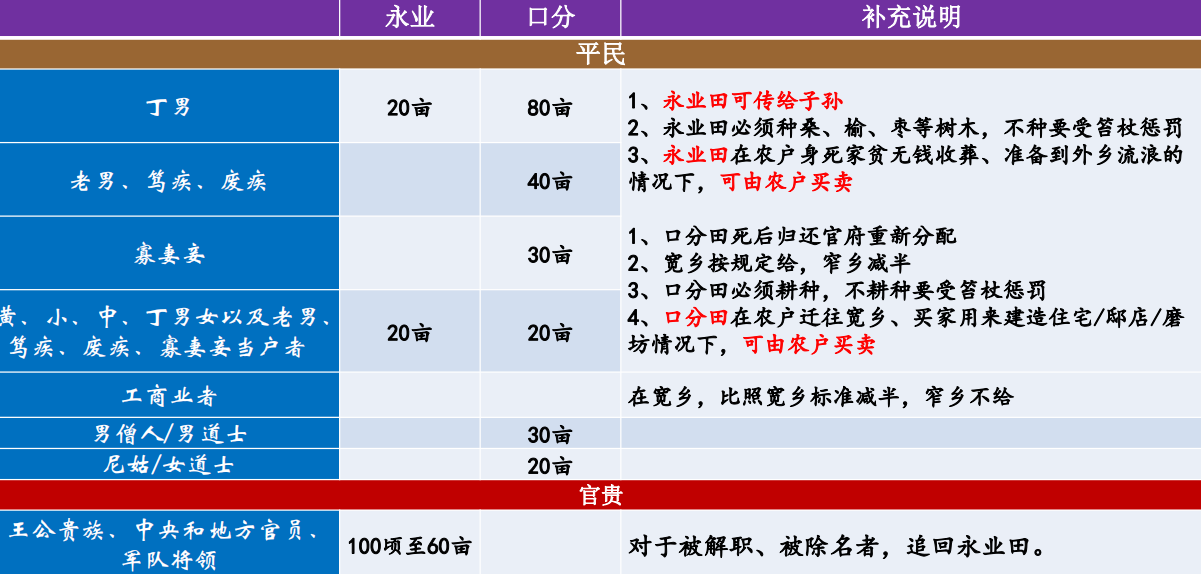 永业 口分 补充说明
平民
丁男 20亩 80亩
1、永业田可传给子孙
2、永业田必须种桑、榆、枣等树木，不种要受笞杖惩罚
3、永业田在农户身死家贫无钱收葬、准备到外乡流浪的
情况下，可由农户买卖
老男、笃疾、废疾 40亩
寡妻妾 30亩
1、口分田死后归还官府重新分配
2、宽乡按规定给，窄乡减半
3、口分田必须耕种，不耕种要受笞杖惩罚
4、口分田在农户迁往宽乡、买家用来建造住宅/邸店/磨
坊情况下，可由农户买卖
黄、小、中、丁男女以及老男、
笃疾、废疾、寡妻妾当户者 20亩 20亩
工商业者 在宽乡，比照宽乡标准减半，窄乡不给
男僧人/男道士 30亩
尼姑/女道士 20亩
官贵
王公贵族、中央和地方官员、
军队将领 100顷至60亩 对于被解职、被除名者，追回永业田。